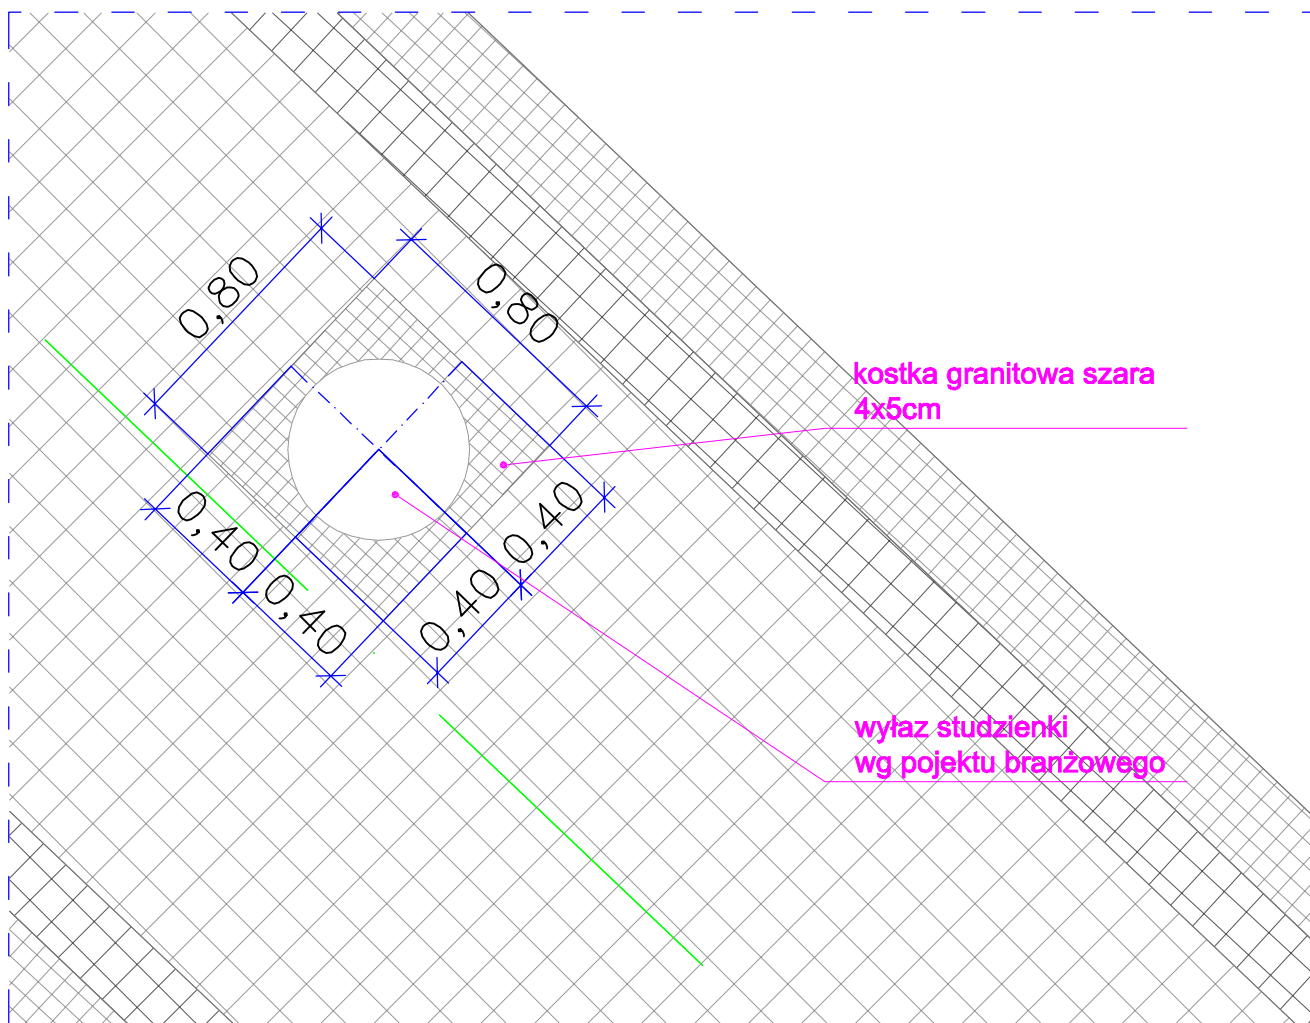 0,80
0,80
kostka granitowa szara
4x5cm
0,40
0,40
0,40
0,40
wyłaz studzienki
wg pojektu branżowego